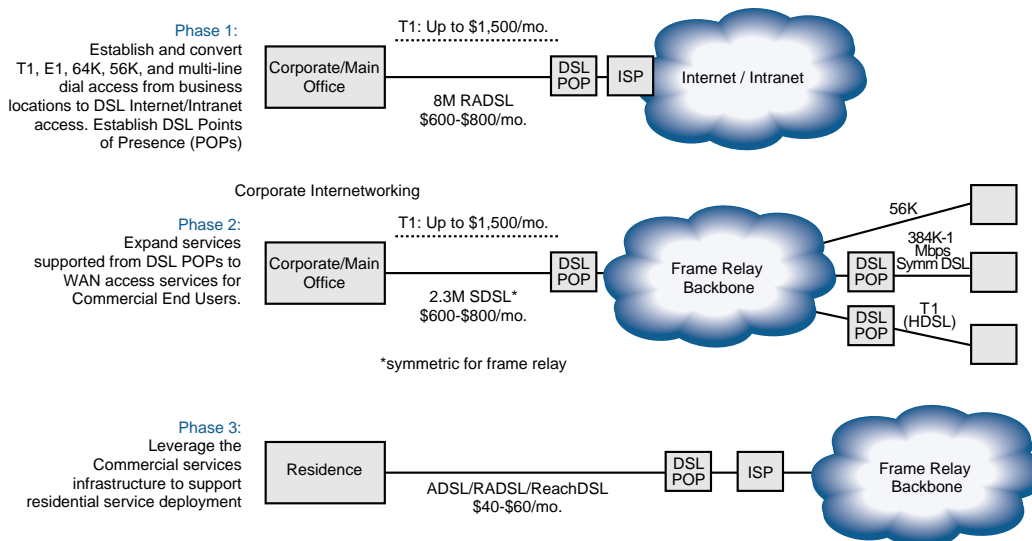 Phase 1:
Establish and convert
T1, E1, 64K, 56K, and multi-line
dial access from business
locations to DSL Internet/Intranet
access. Establish DSL Points
of Presence (POPs)
Corporate/Main
Office
T1: Up to $1,500/mo.
8M RADSL
$600-$800/mo.
DSL
POP
ISP
Internet / Intranet
Corporate Internetworking
Phase 2:
Expand services
supported from DSL POPs to
WAN access services for
Commercial End Users.
Corporate/Main
Office
T1: Up to $1,500/mo.
2.3M SDSL*
$600-$800/mo.
*symmetric for frame relay
DSL
POP
Frame Relay
Backbone
56K
384K-1
Mbps
Symm DSL
DSL
POP
T1
(HDSL)
DSL
POP
Phase 3:
Leverage the
Commercial services
infrastructure to support
residential service deployment
Residence
ADSL/RADSL/ReachDSL
$40-$60/mo.
DSL
POP
ISP
Frame Relay
Backbone